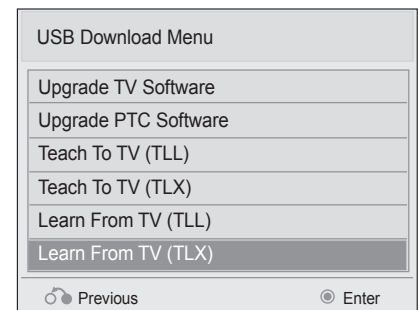 USB Download Menu
Upgrade TV Software
Upgrade PTC Software
Teach To TV (TLL)
Teach To TV (TLX)
Learn From TV (TLL)
Learn From TV (TLX)
Previous Enter